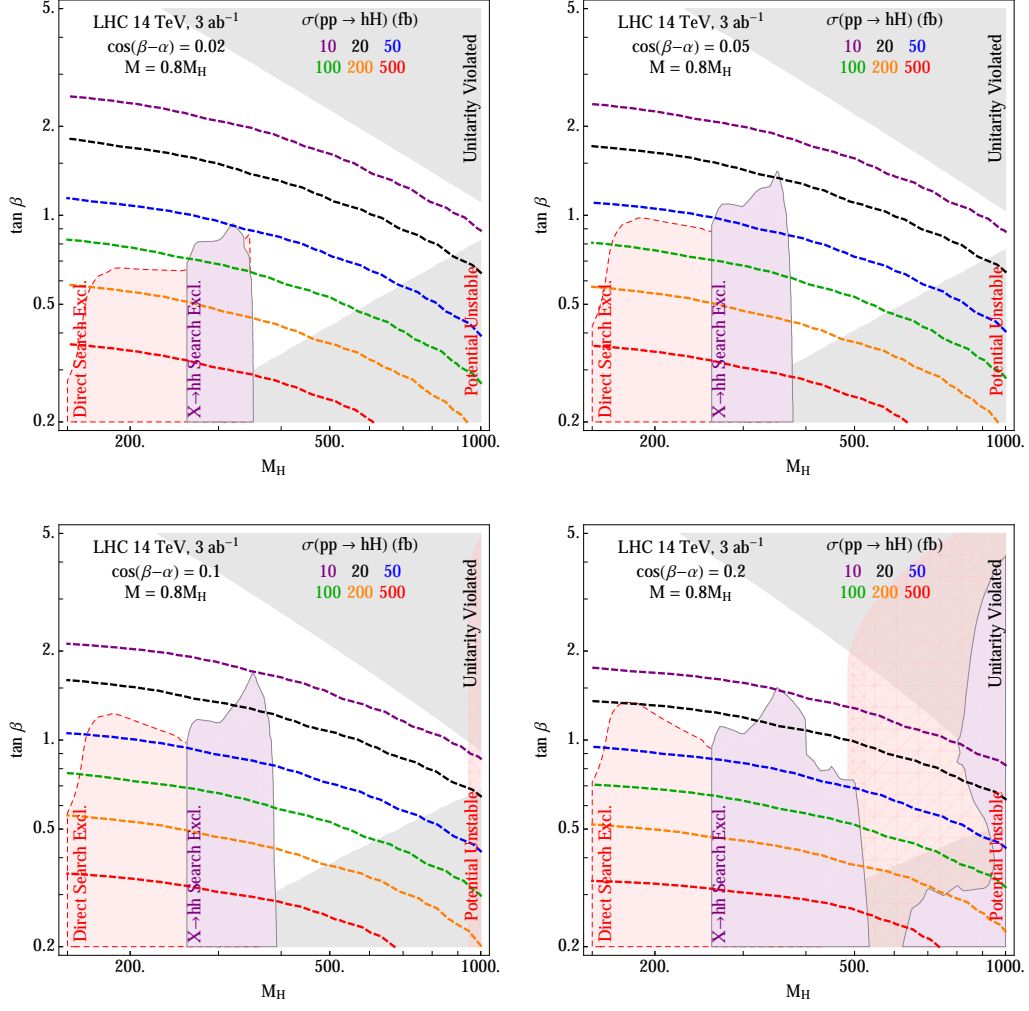 LHC 14 TeV, 3 ab⁻¹
cos(β−α) = 0.02
M = 0.8M_H
σ(pp → hH) (fb)
10 20 50
100 200 500
Unitarity Violated
Potential Unstable
Direct Search Excl.
X→hh Search Excl.
tan β
5.
2.
1.
0.5
0.2
200.
500.
1000.
M_H
LHC 14 TeV, 3 ab⁻¹
cos(β−α) = 0.05
M = 0.8M_H
σ(pp → hH) (fb)
10 20 50
100 200 500
Unitarity Violated
Potential Unstable
Direct Search Excl.
X→hh Search Excl.
tan β
5.
2.
1.
0.5
0.2
200.
500.
1000.
M_H
LHC 14 TeV, 3 ab⁻¹
cos(β−α) = 0.1
M = 0.8M_H
σ(pp → hH) (fb)
10 20 50
100 200 500
Unitarity Violated
Potential Unstable
Direct Search Excl.
X→hh Search Excl.
tan β
5.
2.
1.
0.5
0.2
200.
500.
1000.
M_H
LHC 14 TeV, 3 ab⁻¹
cos(β−α) = 0.2
M = 0.8M_H
σ(pp → hH) (fb)
10 20 50
100 200 500
Unitarity Violated
Potential Unstable
Direct Search Excl.
X→hh Search Excl.
tan β
5.
2.
1.
0.5
0.2
200.
500.
1000.
M_H